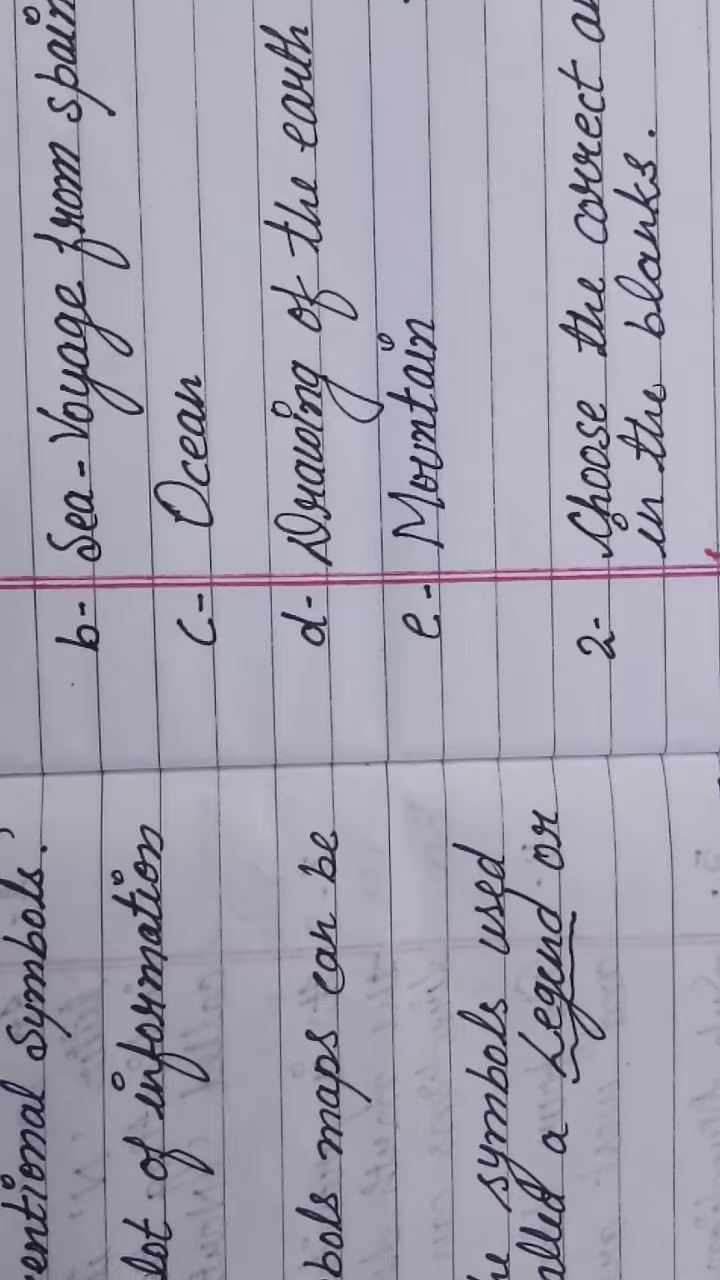 entional symbols.
lot of information
bols maps can be
symbols used
alled a Legend or
b- Sea-Voyage from spain
c- Ocean
d- Drawing of the earth
e- Mountain
2- Choose the correct
in the blanks.